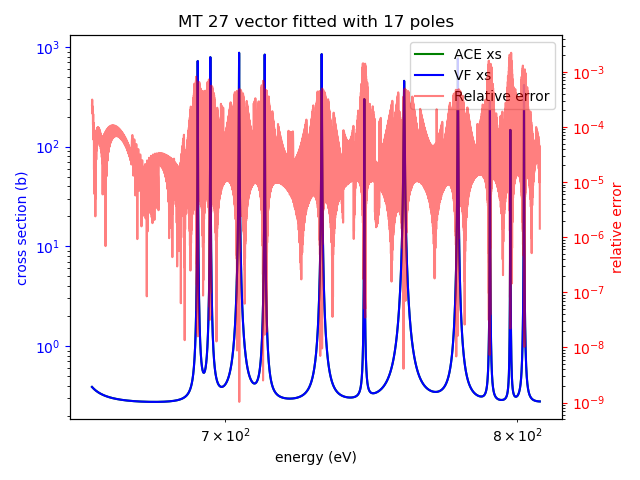 MT 27 vector fitted with 17 poles
ACE xs
VF xs
Relative error
cross section (b)
10³
10²
10¹
10⁰
relative error
10⁻³
10⁻⁴
10⁻⁵
10⁻⁶
10⁻⁷
10⁻⁸
10⁻⁹
7 × 10²
8 × 10²
energy (eV)